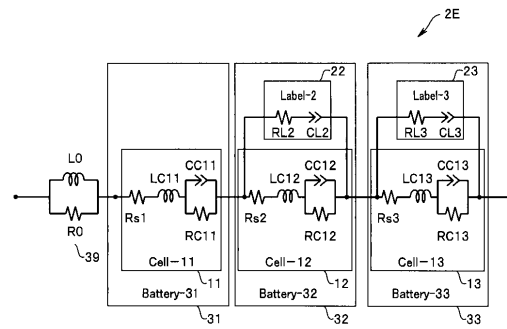 2E
22
23
Label-2
Label-3
RL2 CL2
RL3 CL3
L0
LC11 CC11
LC12 CC12
LC13 CC13
Rs1
Rs2
Rs3
R0
RC11
RC12
RC13
39
Cell-11
Cell-12
Cell-13
11
12
13
Battery-31
Battery-32
Battery-33
31
32
33